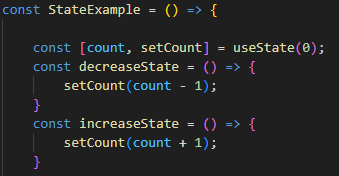 const StateExample = () => {
const [count, setCount] = useState(0);
const decreaseState = () => {
setCount(count - 1);
}
const increaseState = () => {
setCount(count + 1);
}